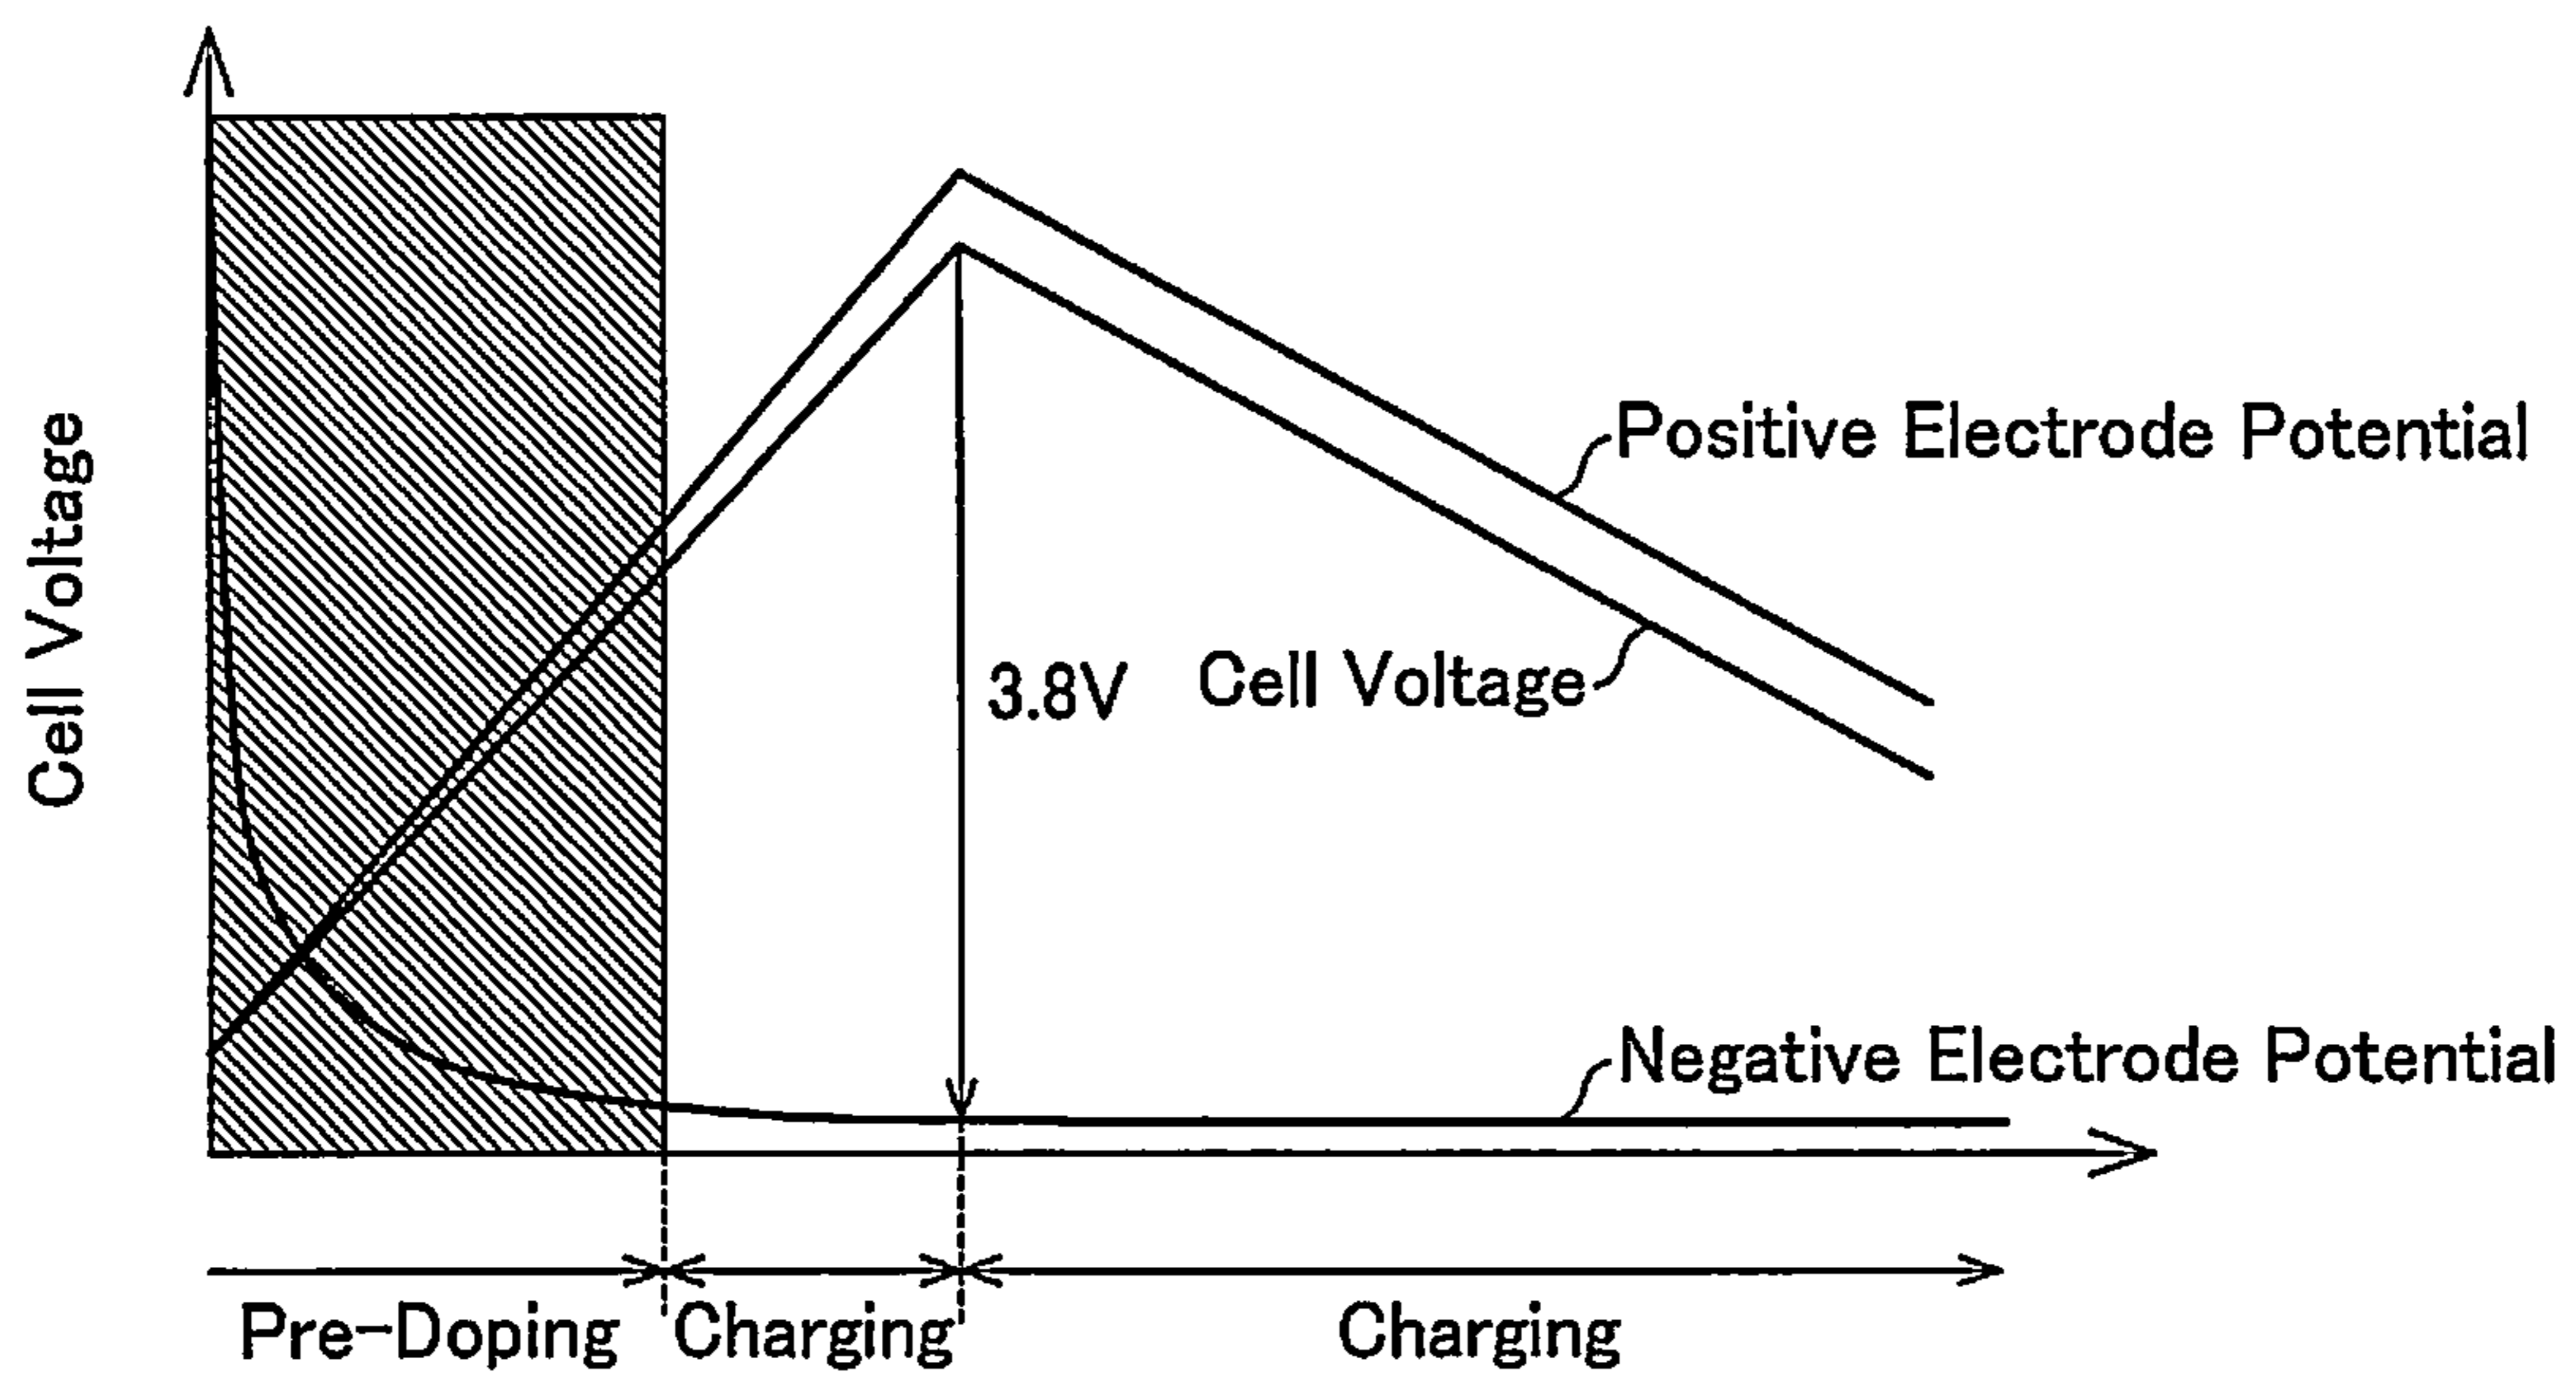 Cell Voltage
Positive Electrode Potential
3.8V
Cell Voltage
Negative Electrode Potential
Pre-Doping
Charging
Charging